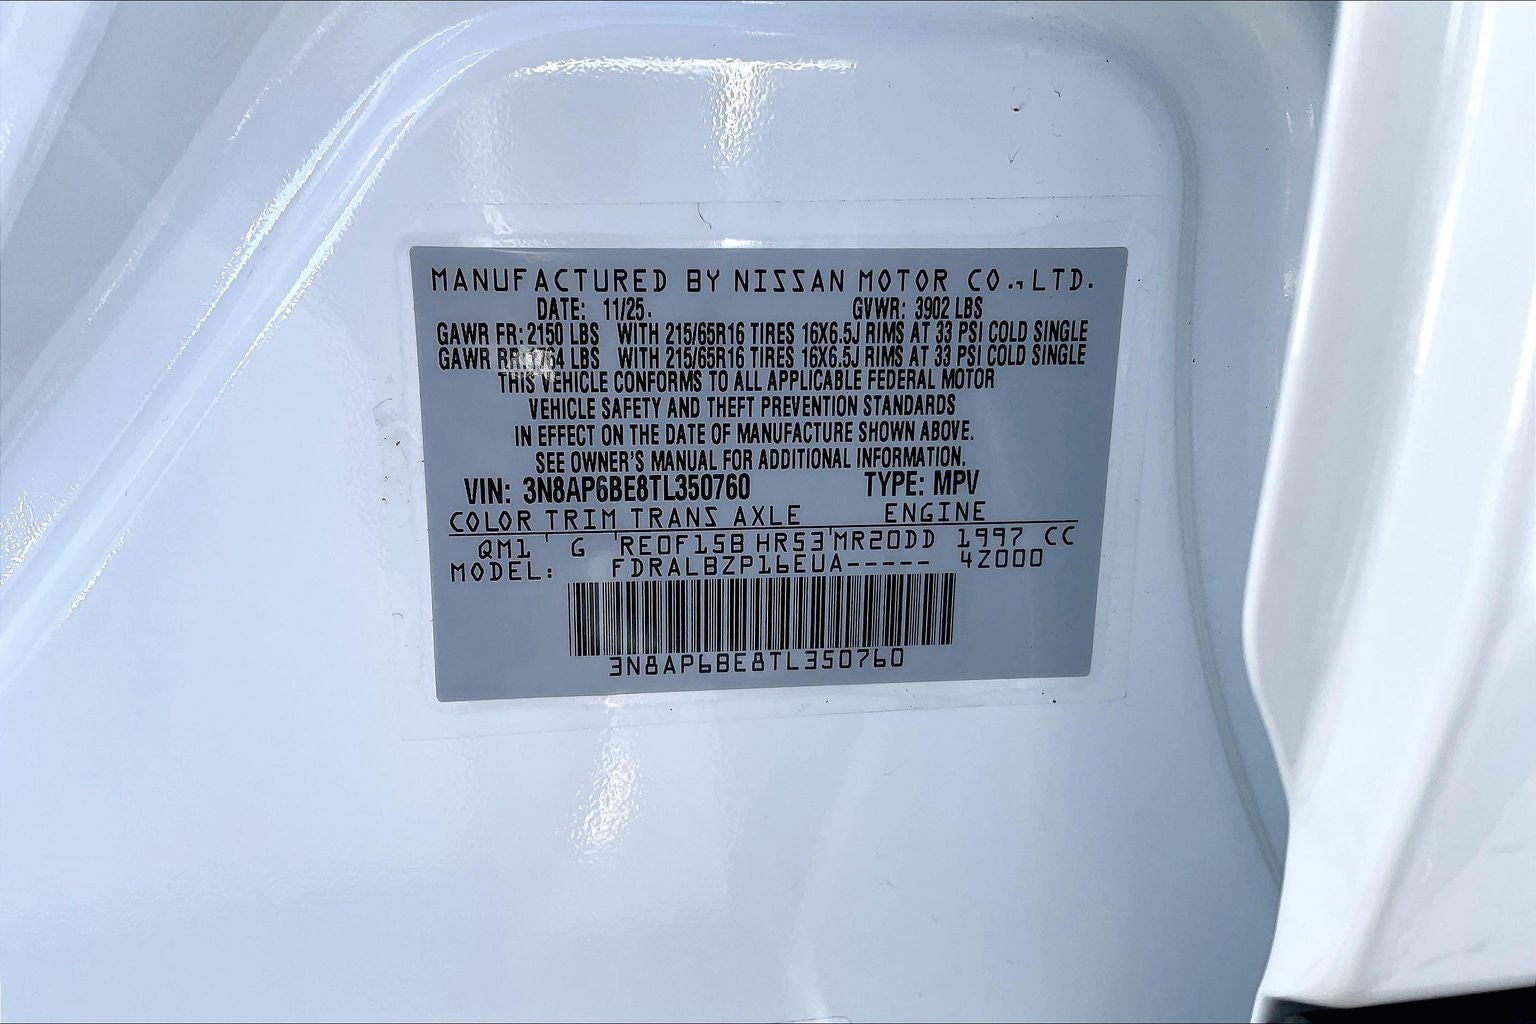 MANUFACTURED BY NISSAN MOTOR CO., LTD.
DATE: 11/25. GVWR: 3902 LBS
GAWR FR: 2150 LBS WITH 215/65R16 TIRES 16X6.5J RIMS AT 33 PSI COLD SINGLE
GAWR RR: 1764 LBS WITH 215/65R16 TIRES 16X6.5J RIMS AT 33 PSI COLD SINGLE
THIS VEHICLE CONFORMS TO ALL APPLICABLE FEDERAL MOTOR
VEHICLE SAFETY AND THEFT PREVENTION STANDARDS
IN EFFECT ON THE DATE OF MANUFACTURE SHOWN ABOVE.
SEE OWNER'S MANUAL FOR ADDITIONAL INFORMATION.
VIN: 3N8AP6BE8TL350760 TYPE: MPV
COLOR TRIM TRANS AXLE ENGINE
QM1 ' G 'RE0F15B HR53'MR20DD 1997 CC
MODEL: FDRALBZP16EUA----- 4Z000
3N8AP6BE8TL350760